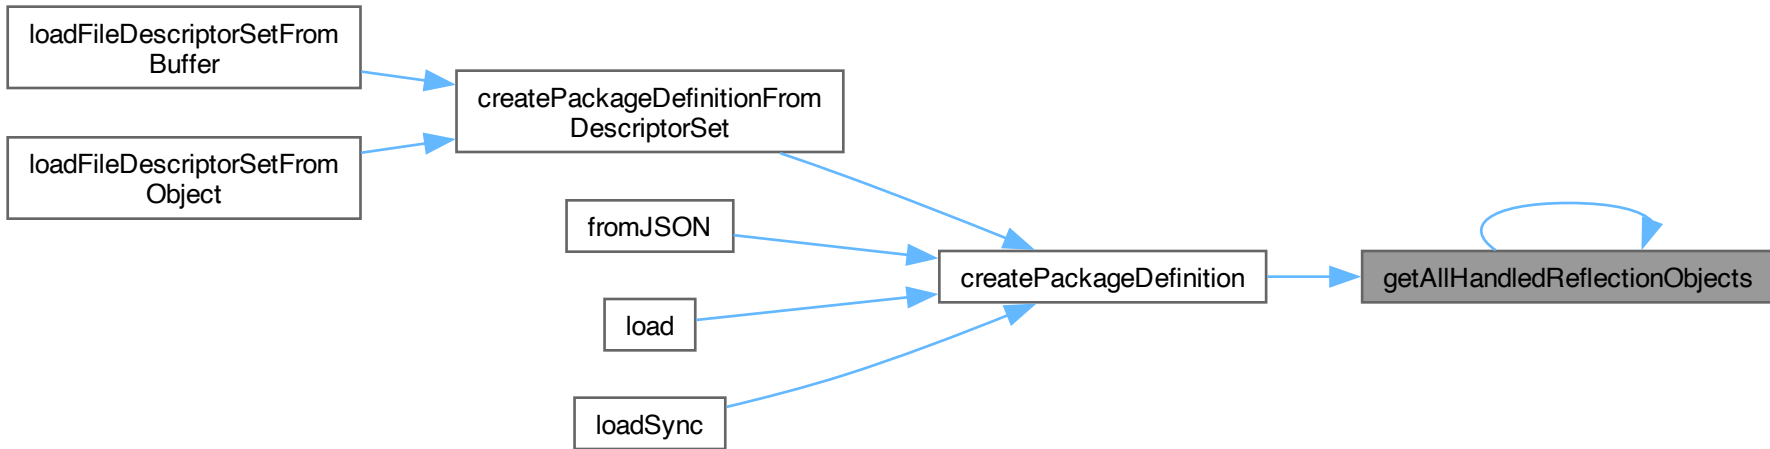 loadFileDescriptorSetFrom
Buffer
loadFileDescriptorSetFrom
Object
createPackageDefinitionFrom
DescriptorSet
fromJSON
load
loadSync
createPackageDefinition
getAllHandledReflectionObjects